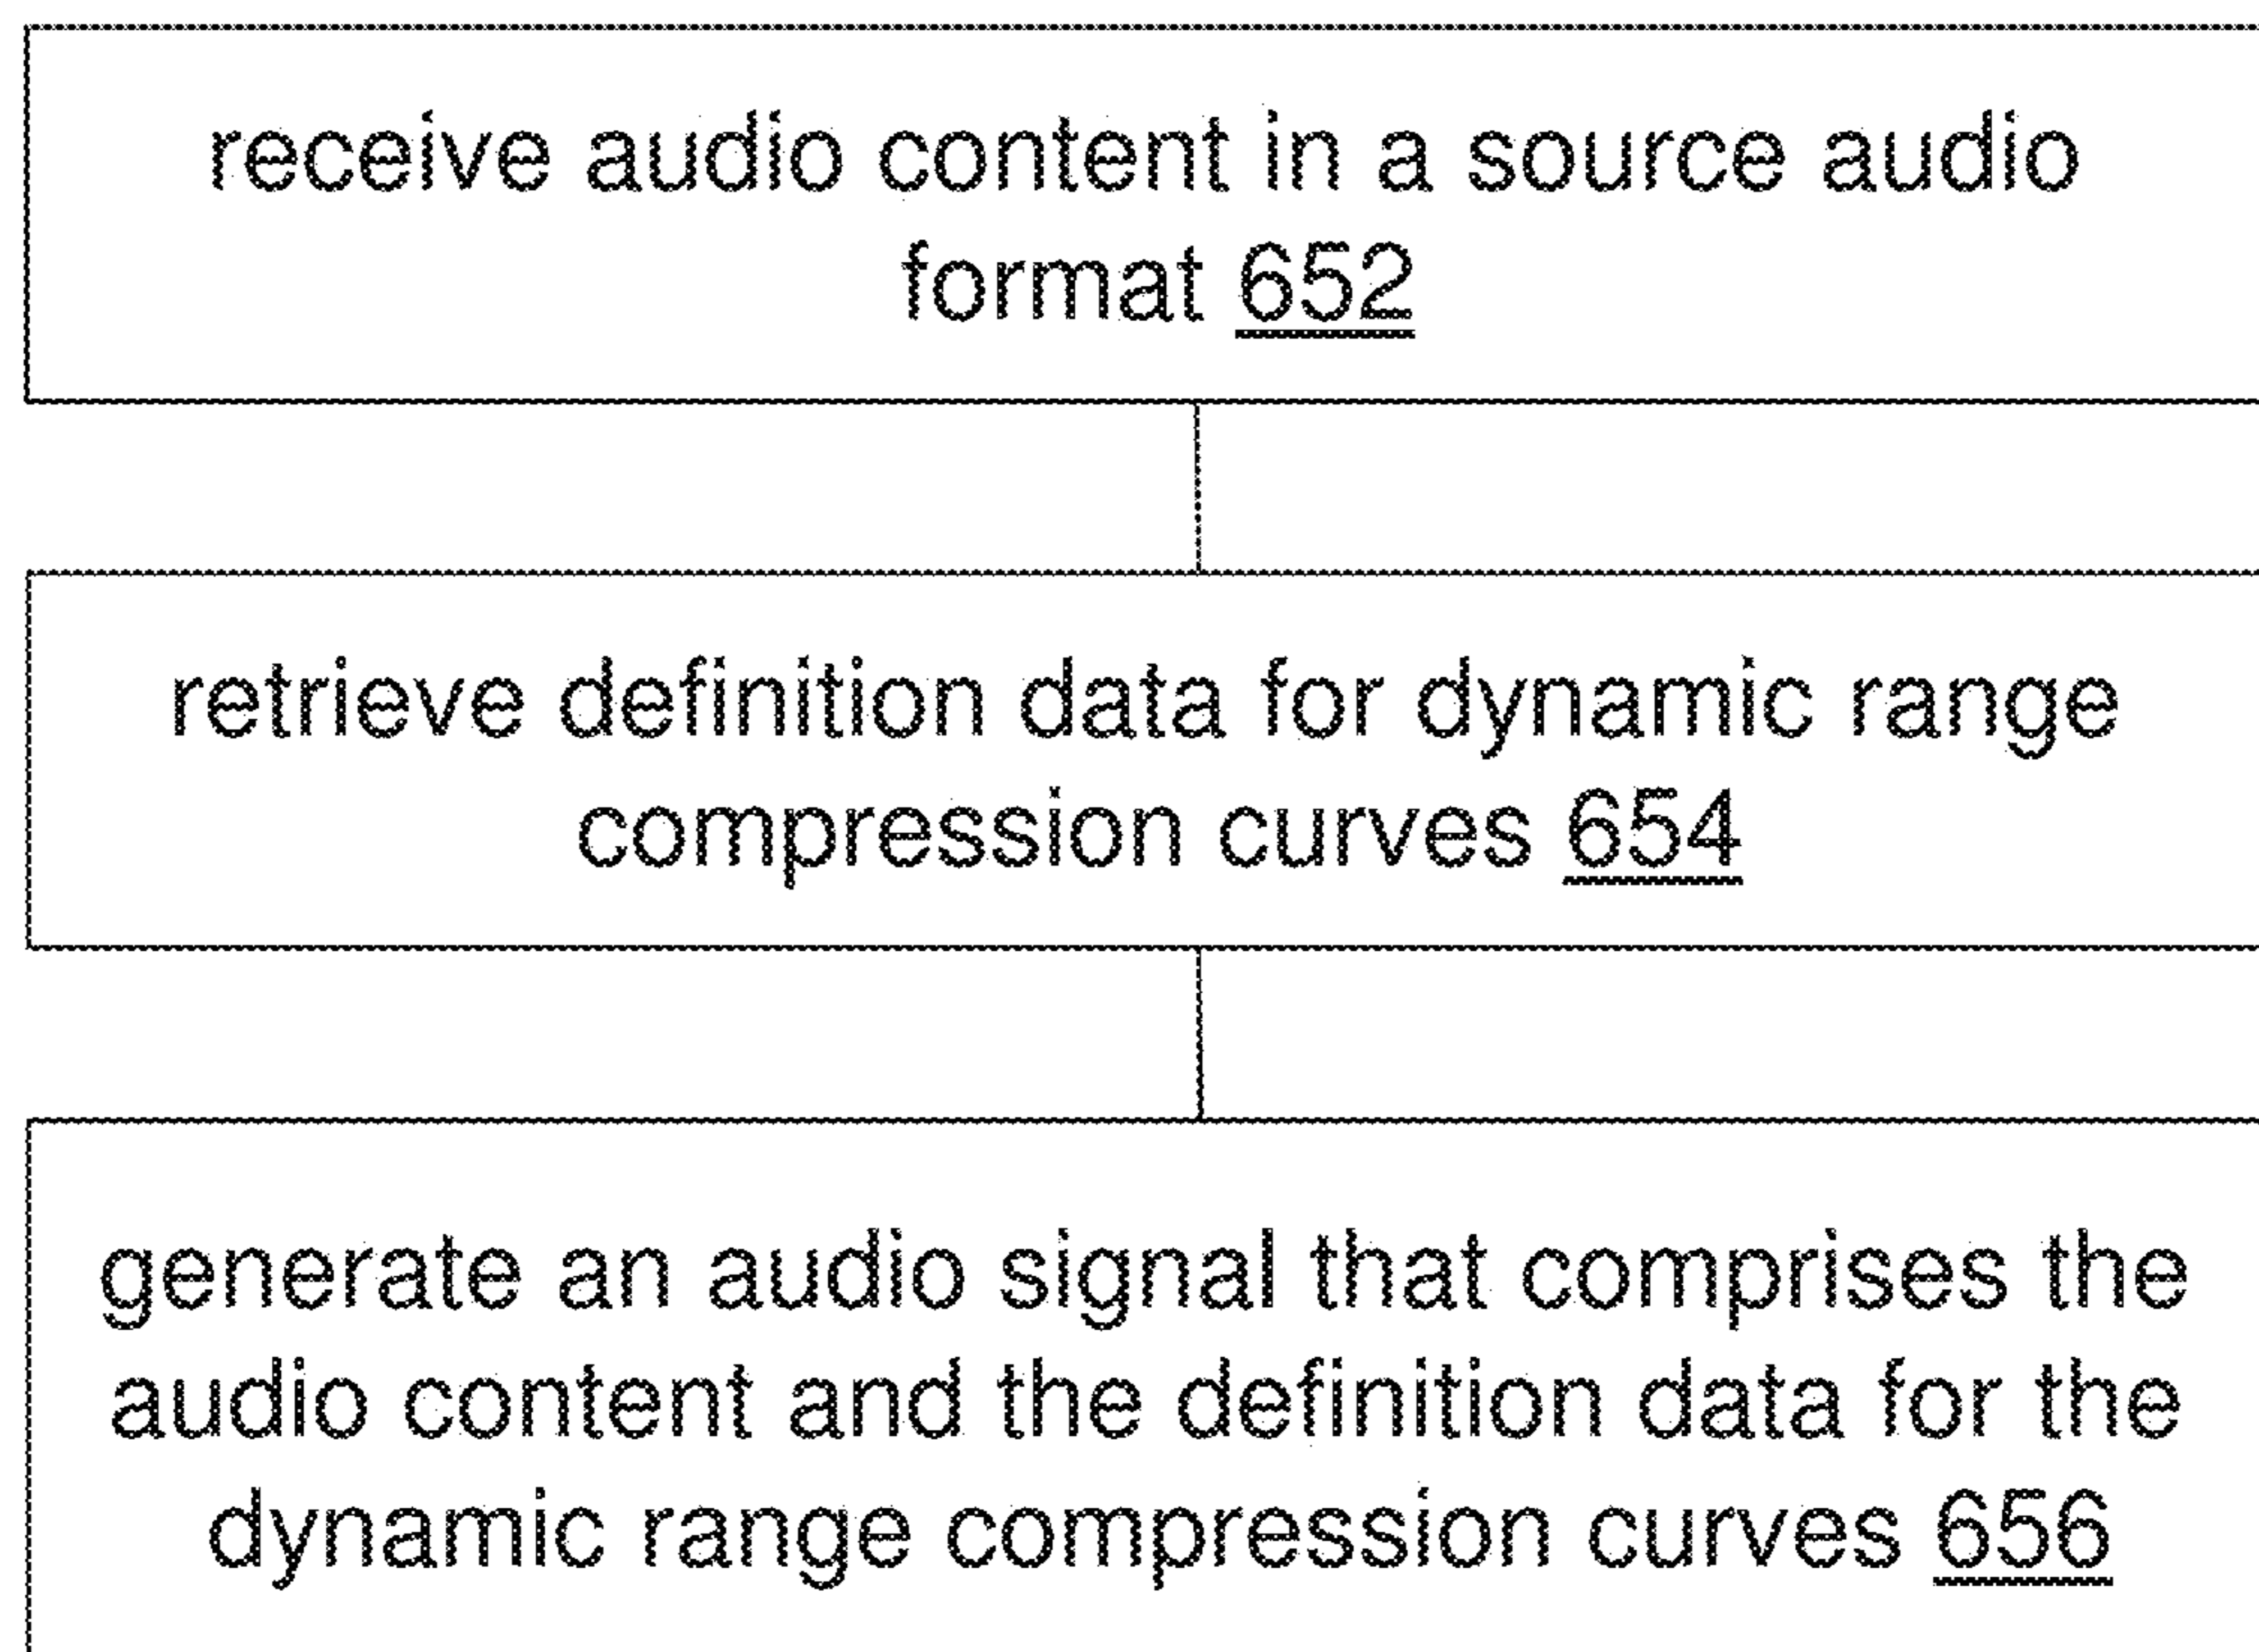 receive audio content in a source audio
format 652
retrieve definition data for dynamic range
compression curves 654
generate an audio signal that comprises the
audio content and the definition data for the
dynamic range compression curves 656